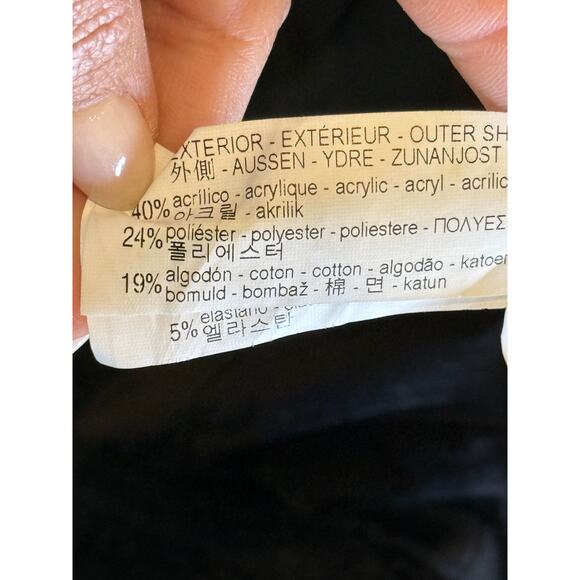 EXTERIOR - EXTÉRIEUR - OUTER SH
外側 - AUSSEN - YDRE - ZUNANJOST
40% acrílico - acrylique - acrylic - acryl - acrilic
아크릴 - akrilik
24% poliéster - polyester - poliestere - ΠΟΛΥΕΣ
폴리에스터
19% algodón - coton - cotton - algodão - katoen
bomuld - bombaž - 棉 - 면 - katun
elastano
5% 엘라스탄